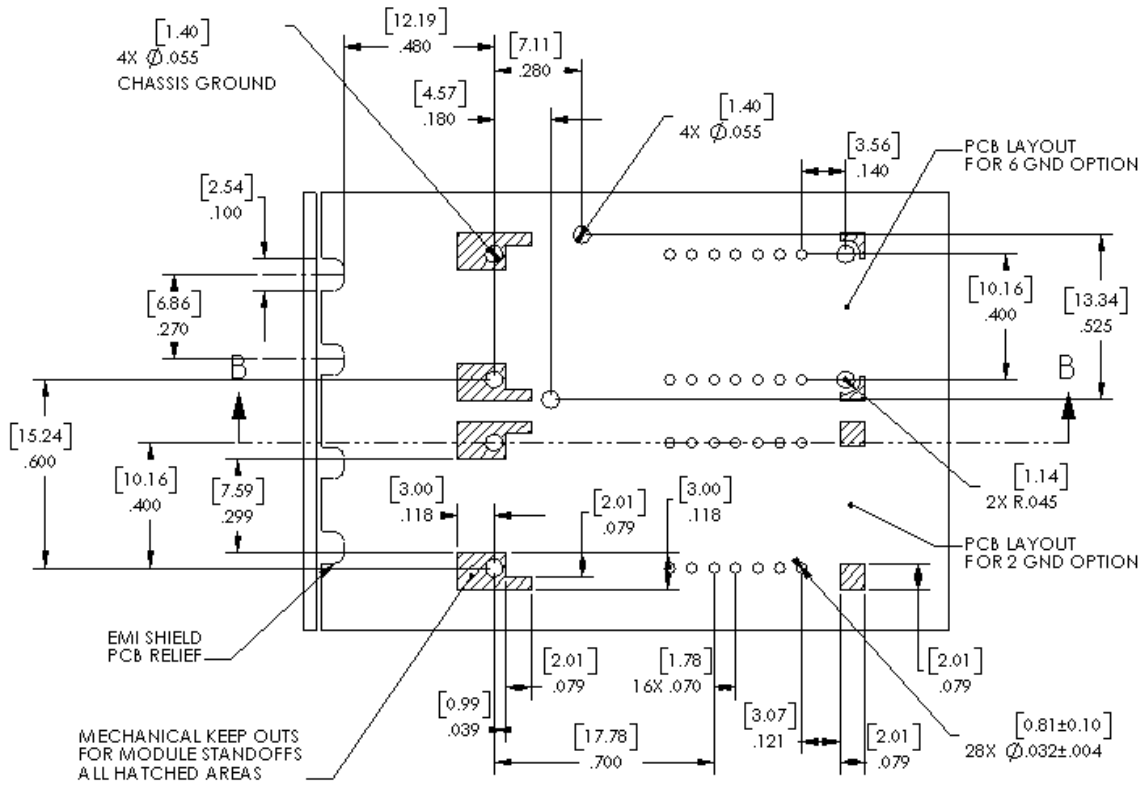 [12.19]
.480
[1.40]
4X Ø.055
CHASSIS GROUND
[7.11]
.280
[4.57]
.180
[1.40]
4X Ø.055
[3.56]
.140
PCB LAYOUT
FOR 6 GND OPTION
[2.54]
.100
[6.86]
.270
[10.16]
.400
[13.34]
.525
B
B
[15.24]
.600
[10.16]
.400
[7.59]
.299
[3.00]
.118
[2.01]
.079
[3.00]
.118
[1.14]
2X R.045
PCB LAYOUT
FOR 2 GND OPTION
EMI SHIELD
PCB RELIEF
[2.01]
.079
[1.78]
16X .070
[2.01]
.079
[0.99]
.039
[3.07]
.121
MECHANICAL KEEP OUTS
FOR MODULE STANDOFFS
ALL HATCHED AREAS
[17.78]
.700
[2.01]
.079
[0.81±0.10]
28X Ø.032±.004